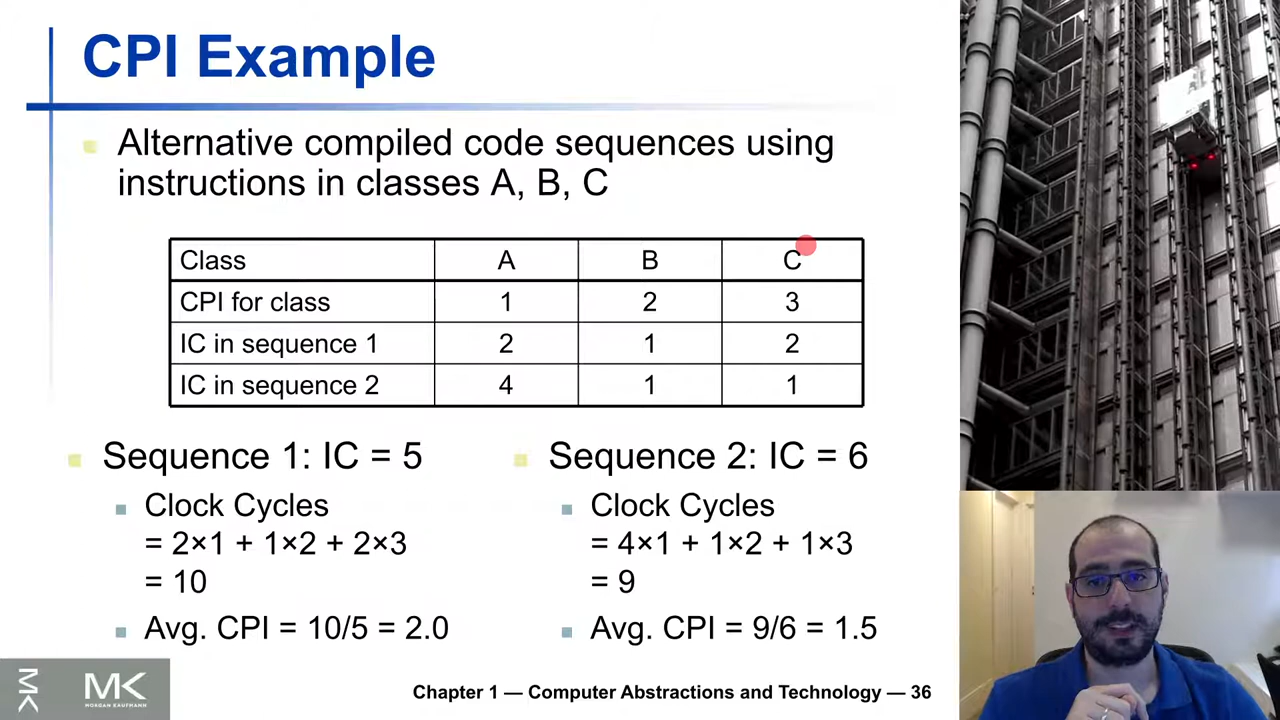 CPI Example
Alternative compiled code sequences using
instructions in classes A, B, C
Class A B C
CPI for class 1 2 3
IC in sequence 1 2 1 2
IC in sequence 2 4 1 1
Sequence 1: IC = 5
Clock Cycles
= 2×1 + 1×2 + 2×3
= 10
Avg. CPI = 10/5 = 2.0
Sequence 2: IC = 6
Clock Cycles
= 4×1 + 1×2 + 1×3
= 9
Avg. CPI = 9/6 = 1.5
MK
MK
MORGAN KAUFMANN
Chapter 1 — Computer Abstractions and Technology — 36